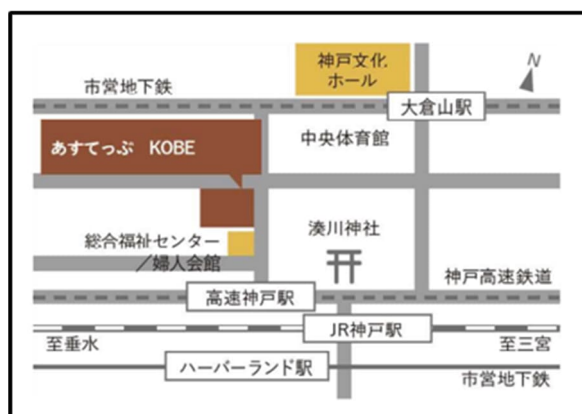 神戸文化
ホール
N
市営地下鉄
大倉山駅
あすてっぷ KOBE
中央体育館
総合福祉センター
／婦人会館
湊川神社
神戸高速鉄道
高速神戸駅
JR神戸駅
至垂水
至三宮
ハーバーランド駅
市営地下鉄